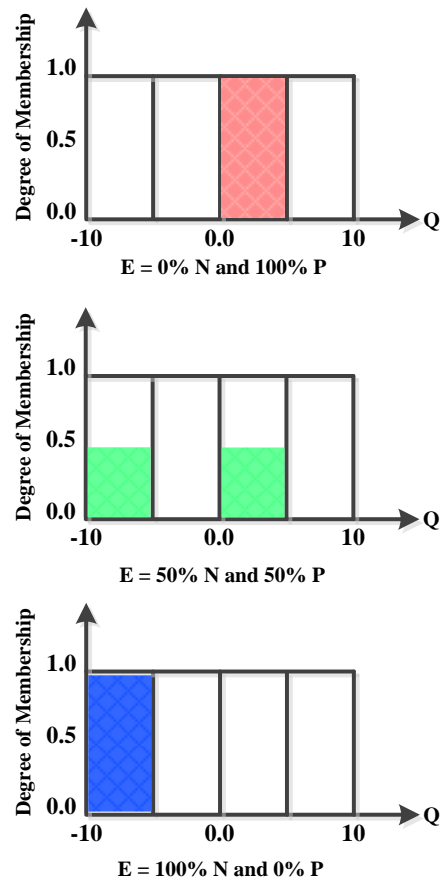 Degree of Membership
1.0
0.5
0.0
-10 0.0 10 Q
E = 0% N and 100% P
Degree of Membership
1.0
0.5
0.0
-10 0.0 10 Q
E = 50% N and 50% P
Degree of Membership
1.0
0.5
0.0
-10 0.0 10 Q
E = 100% N and 0% P